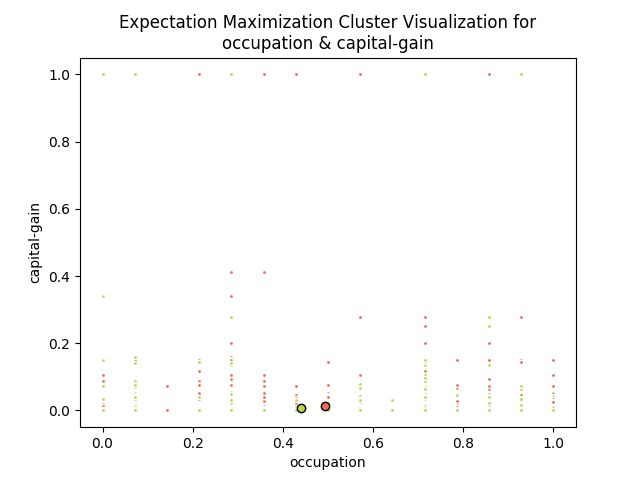 Expectation Maximization Cluster Visualization for
occupation & capital-gain
1.0
0.8
0.6
0.4
0.2
0.0
capital-gain
0.0 0.2 0.4 0.6 0.8 1.0
occupation